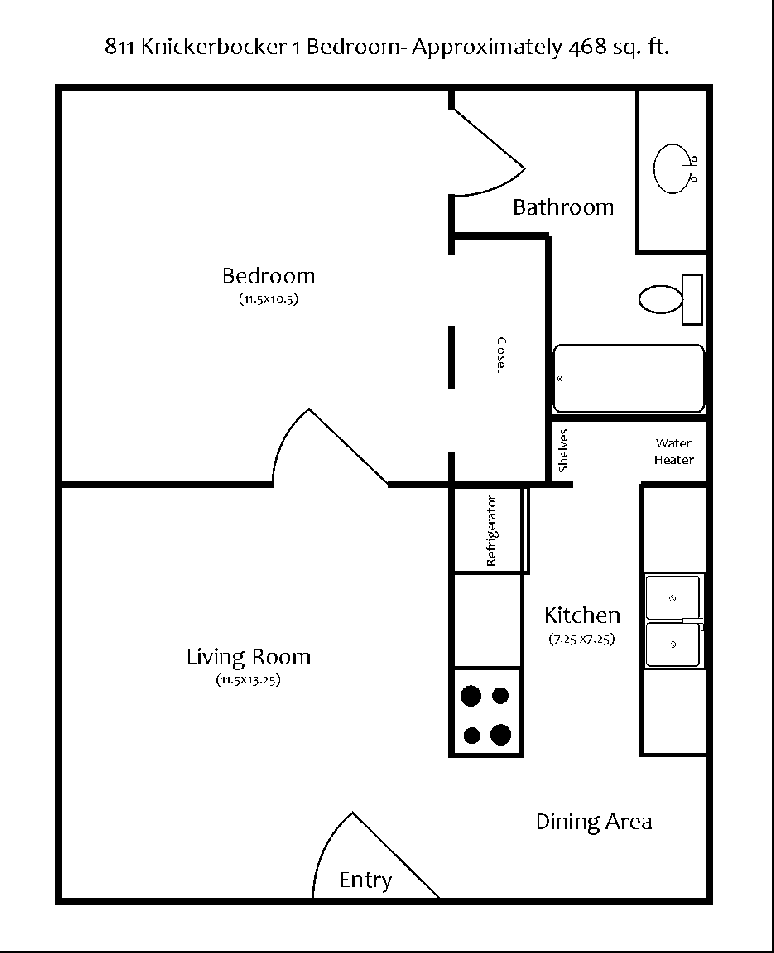 811 Knickerbocker 1 Bedroom- Approximately 468 sq. ft.
Bathroom
Bedroom
(11.5x10.5)
Shelves
Water
Heater
Refrigerator
Kitchen
(7.25 x7.25)
Living Room
(11.5x13.25)
Dining Area
Entry